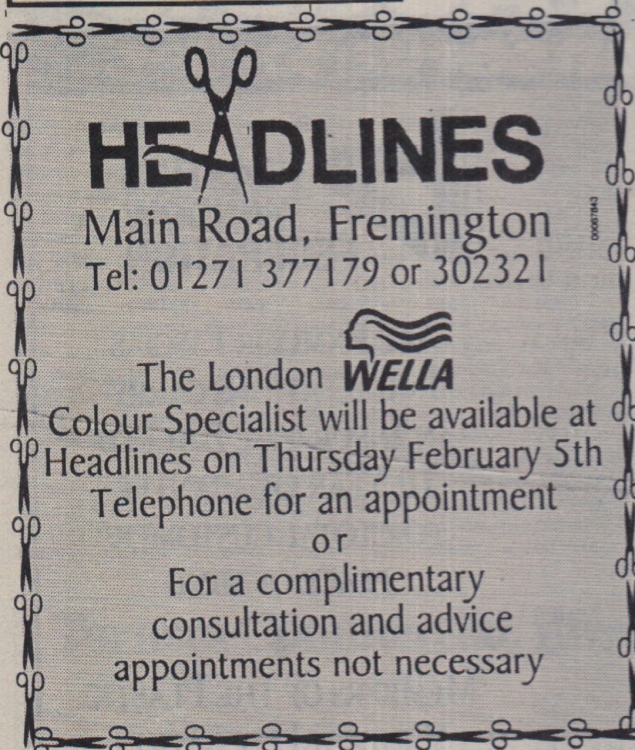 HEADLINES
Main Road, Fremington
Tel: 01271 377179 or 302321
00067843
The London WELLA
Colour Specialist will be available at
Headlines on Thursday February 5th
Telephone for an appointment
or
For a complimentary
consultation and advice
appointments not necessary